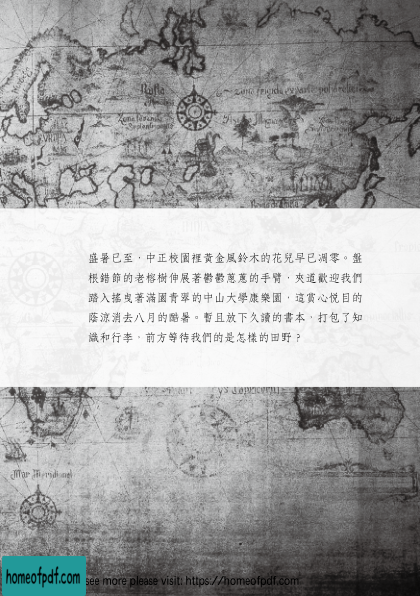 盛暑已至，中正校園裡黃金風鈴木的花兒早已凋零。盤
根錯節的老榕樹伸展著鬱鬱蔥蔥的手臂，夾道歡迎我們
踏入搖曳著滿園青翠的中山大學康樂園，這賞心悅目的
蔭涼消去八月的酷暑。暫且放下久讀的書本，打包了知
識和行李，前方等待我們的是怎樣的田野？
Mar Meridional
homeofpdf.com
see more please visit: https://homeofpdf.com